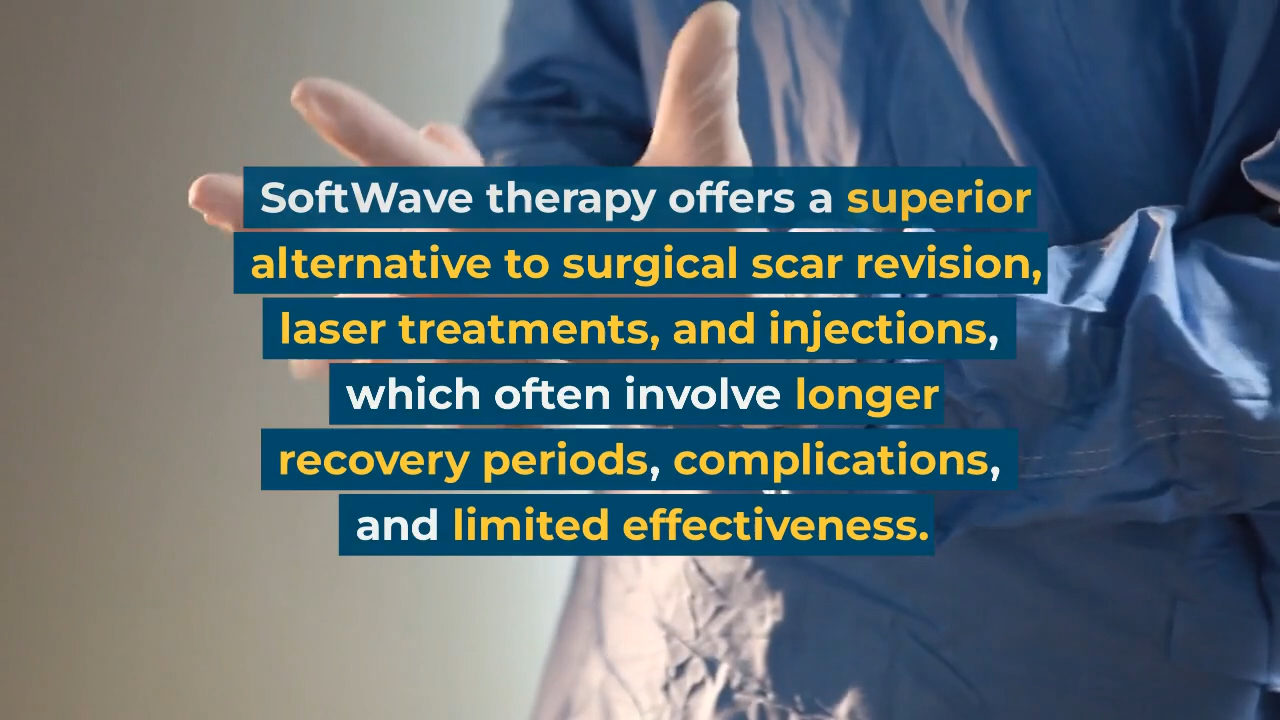 SoftWave therapy offers a superior
alternative to surgical scar revision,
laser treatments, and injections,
which often involve longer
recovery periods, complications,
and limited effectiveness.